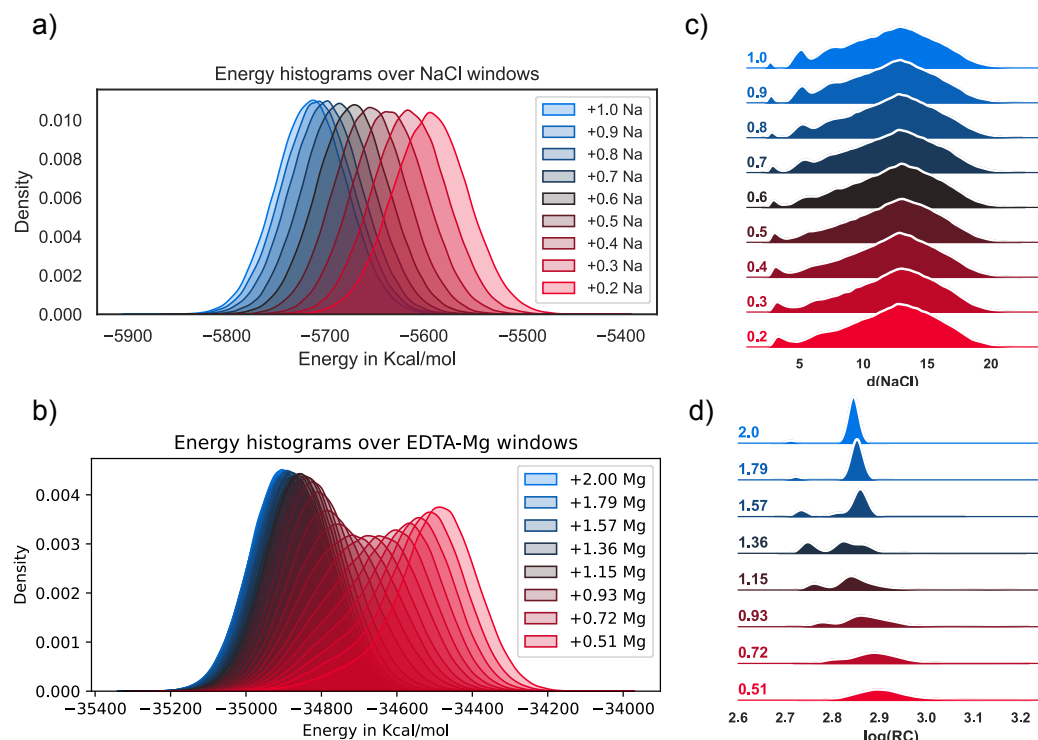 a)
Energy histograms over NaCl windows
Density
0.010
0.008
0.006
0.004
0.002
0.000
+1.0 Na
+0.9 Na
+0.8 Na
+0.7 Na
+0.6 Na
+0.5 Na
+0.4 Na
+0.3 Na
+0.2 Na
−5900 −5800 −5700 −5600 −5500 −5400
Energy in Kcal/mol
b)
Energy histograms over EDTA-Mg windows
Density
0.004
0.003
0.002
0.001
0.000
+2.00 Mg
+1.79 Mg
+1.57 Mg
+1.36 Mg
+1.15 Mg
+0.93 Mg
+0.72 Mg
+0.51 Mg
−35400 −35200 −35000 −34800 −34600 −34400 −34200 −34000
Energy in Kcal/mol
c)
1.0
0.9
0.8
0.7
0.6
0.5
0.4
0.3
0.2
5 10 15 20
d(NaCl)
d)
2.0
1.79
1.57
1.36
1.15
0.93
0.72
0.51
2.6 2.7 2.8 2.9 3.0 3.1 3.2
log(RC)